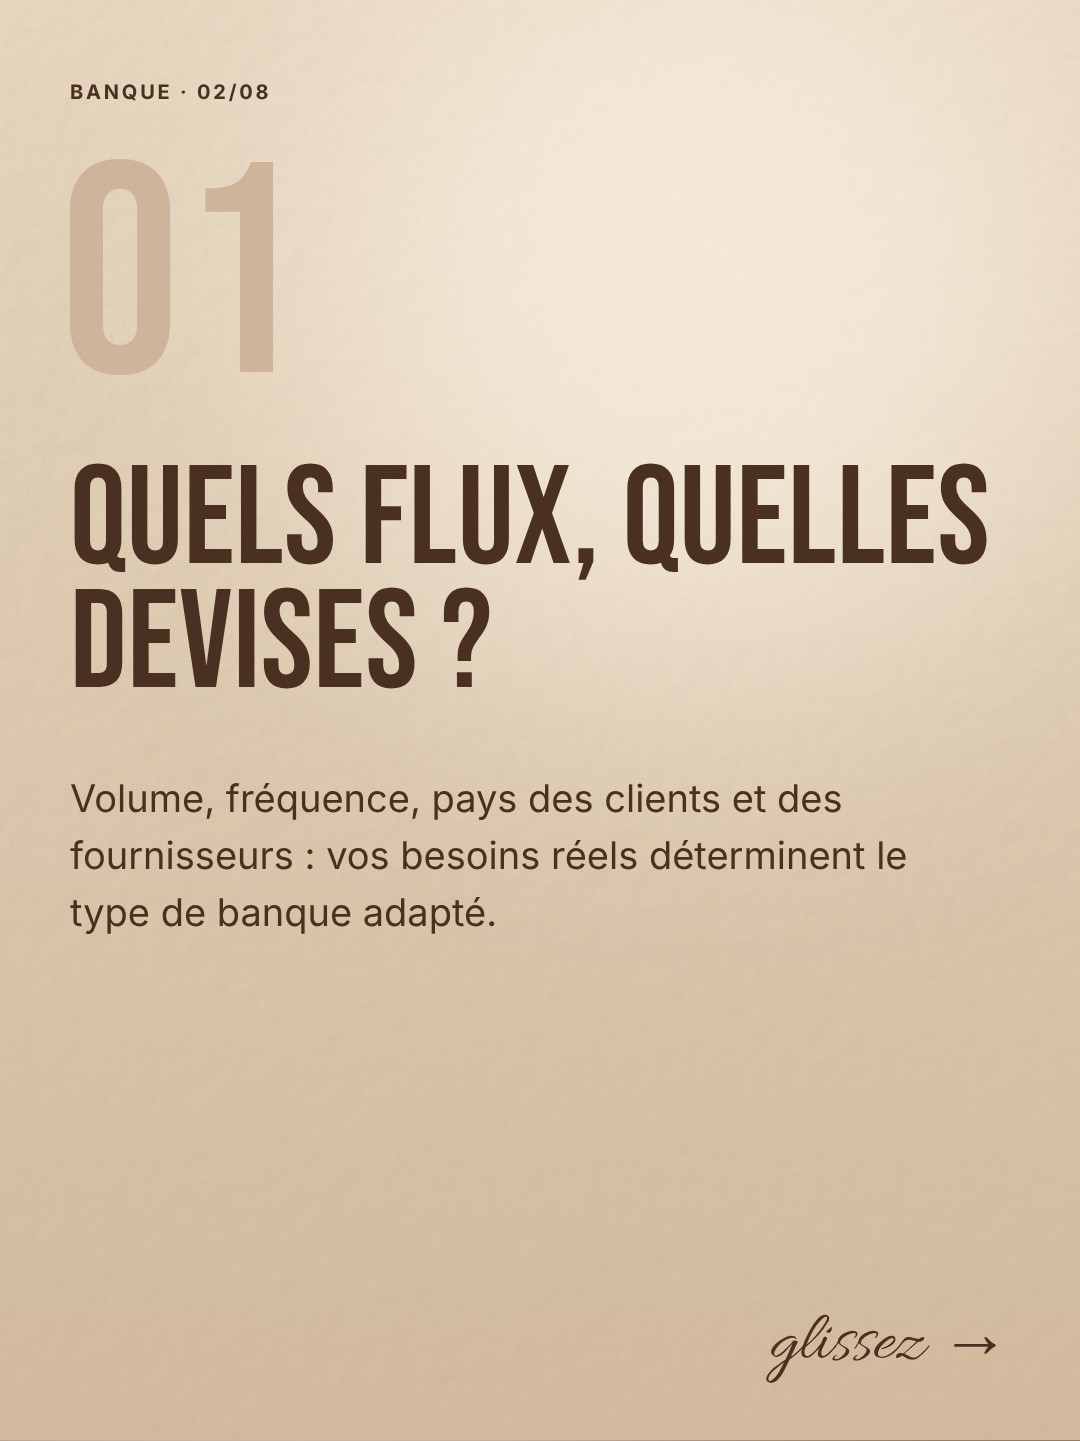 BANQUE · 02/08
01
QUELS FLUX, QUELLES
DEVISES ?
Volume, fréquence, pays des clients et des
fournisseurs : vos besoins réels déterminent le
type de banque adapté.
glissez →